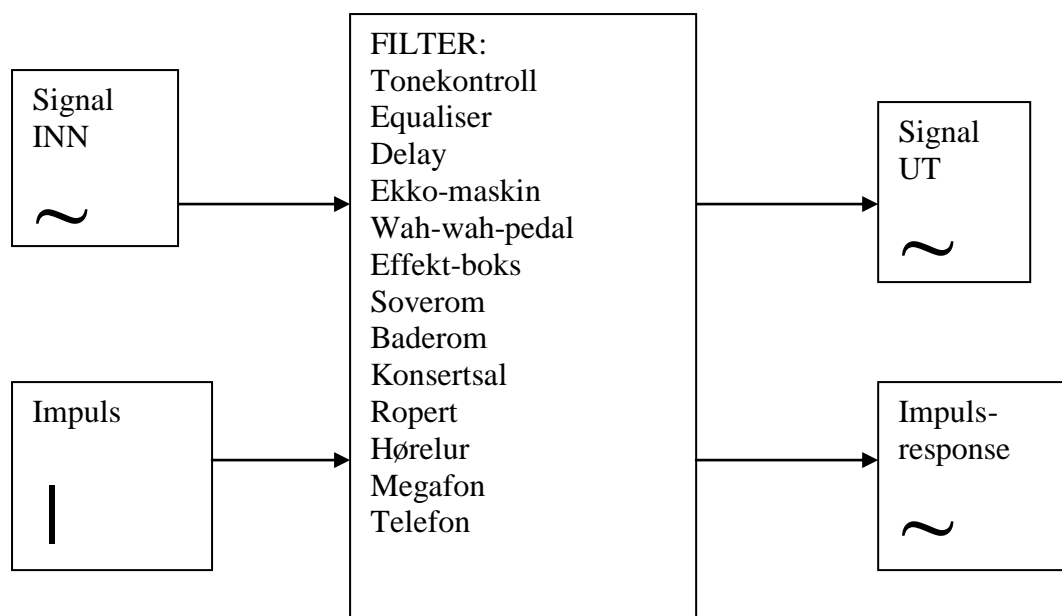 Signal
INN
~
Impuls
|
FILTER:
Tonekontroll
Equaliser
Delay
Ekko-maskin
Wah-wah-pedal
Effekt-boks
Soverom
Baderom
Konsertsal
Ropert
Hørelur
Megafon
Telefon
Signal
UT
~
Impuls-
response
~